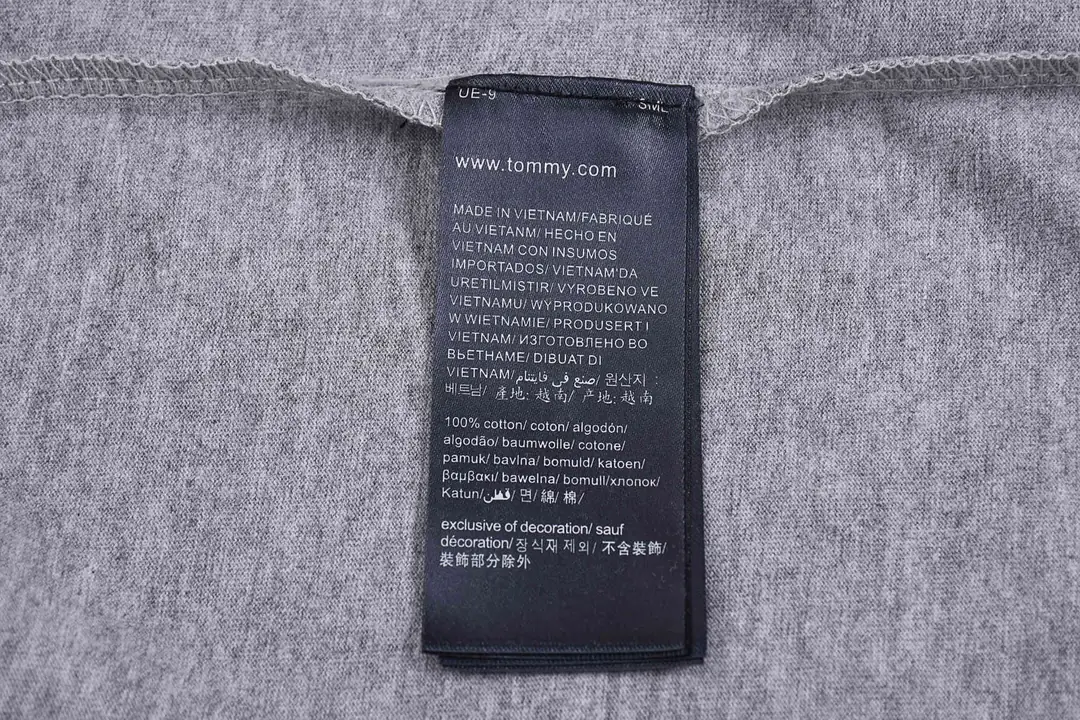 UE-9 SML
www.tommy.com
MADE IN VIETNAM/FABRIQUÉ
AU VIETANM/ HECHO EN
VIETNAM CON INSUMOS
IMPORTADOS/ VIETNAM'DA
URETILMISTIR/ VYROBENO VE
VIETNAMU/ WYPRODUKOWANO
W WIETNAMIE/ PRODUSERT I
VIETNAM/ ИЗГОТОВЛЕНО ВО
ВЬЕТНАМЕ/ DIBUAT DI
VIETNAM/صنع في فايتنام/ 원산지 :
베트남/ 產地: 越南/ 产地: 越南
100% cotton/ coton/ algodón/
algodão/ baumwolle/ cotone/
pamuk/ bavlna/ bomuld/ katoen/
βαμβακι/ bawelna/ bomull/хлопок/
Katun/قطن/ 면/ 綿/ 棉/
exclusive of decoration/ sauf
décoration/ 장식재 제외/ 不含裝飾/
裝飾部分除外